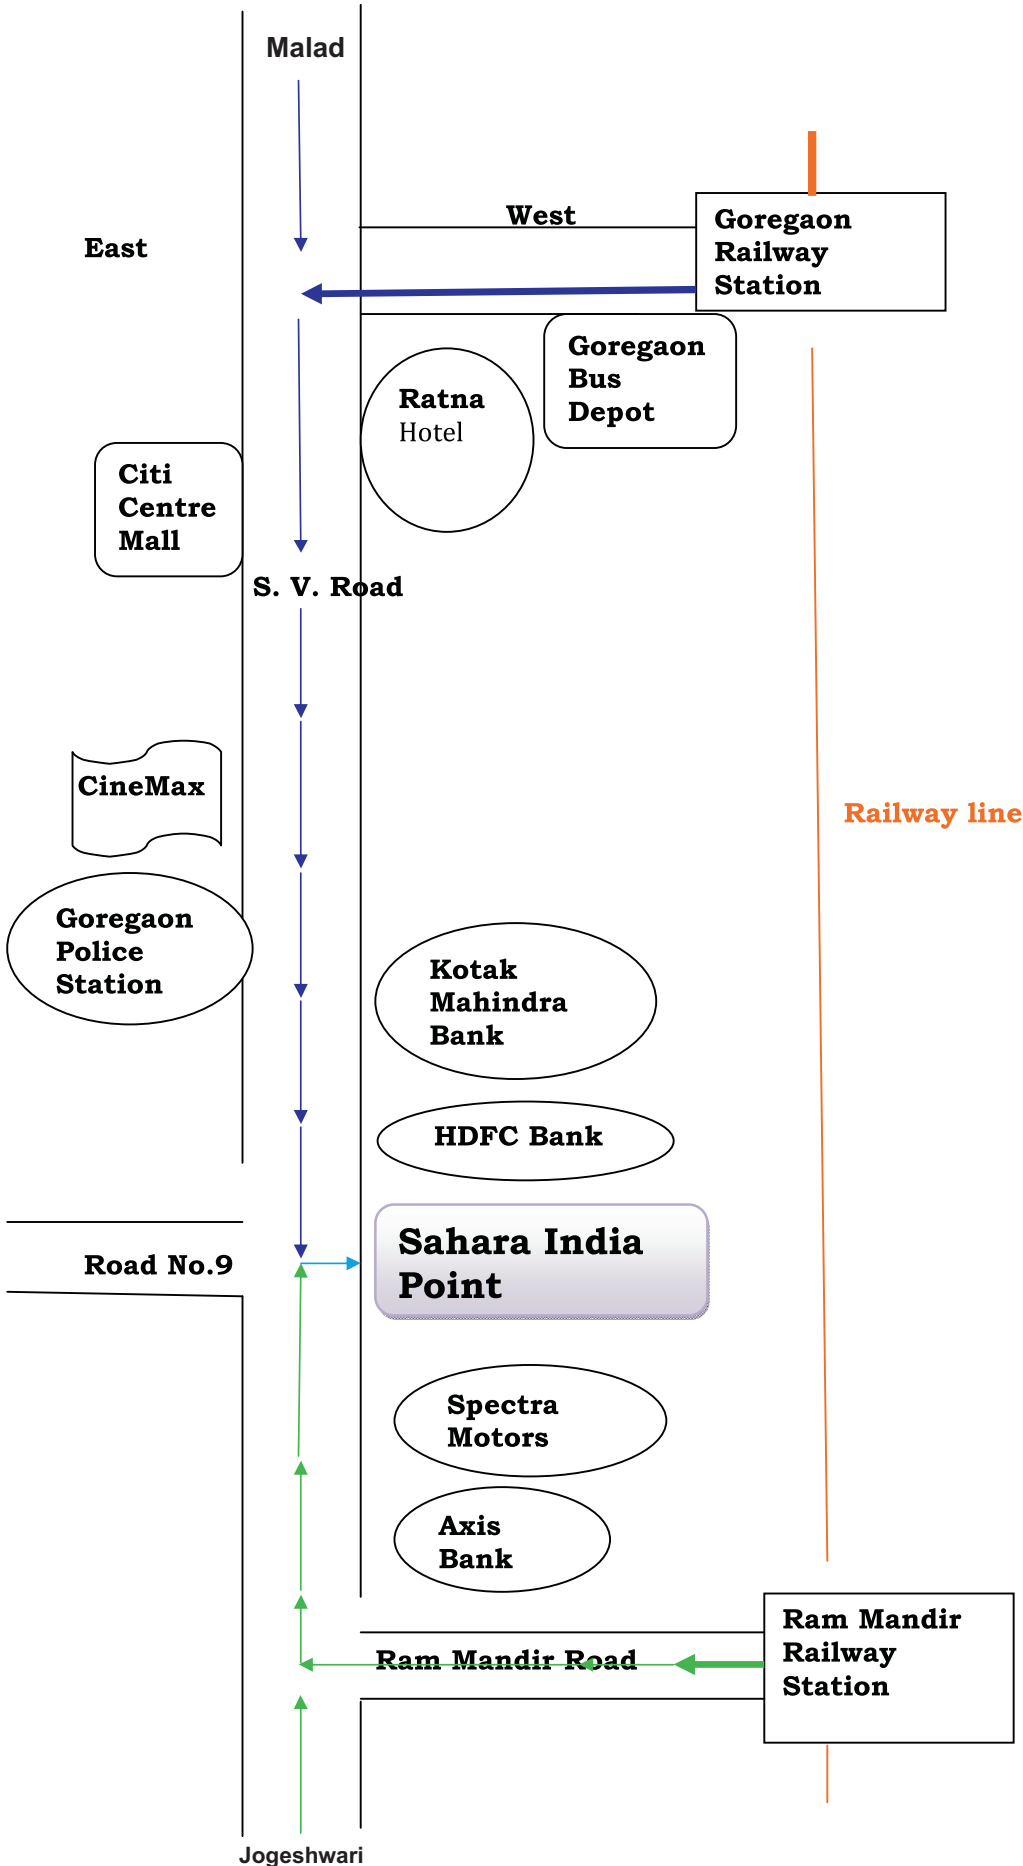 Malad
West
East
Goregaon
Railway
Station
Goregaon
Bus
Depot
Ratna
Hotel
Citi
Centre
Mall
S. V. Road
CineMax
Railway line
Goregaon
Police
Station
Kotak
Mahindra
Bank
HDFC Bank
Sahara India
Point
Road No.9
Spectra
Motors
Axis
Bank
Ram Mandir
Railway
Station
Ram Mandir Road
Jogeshwari